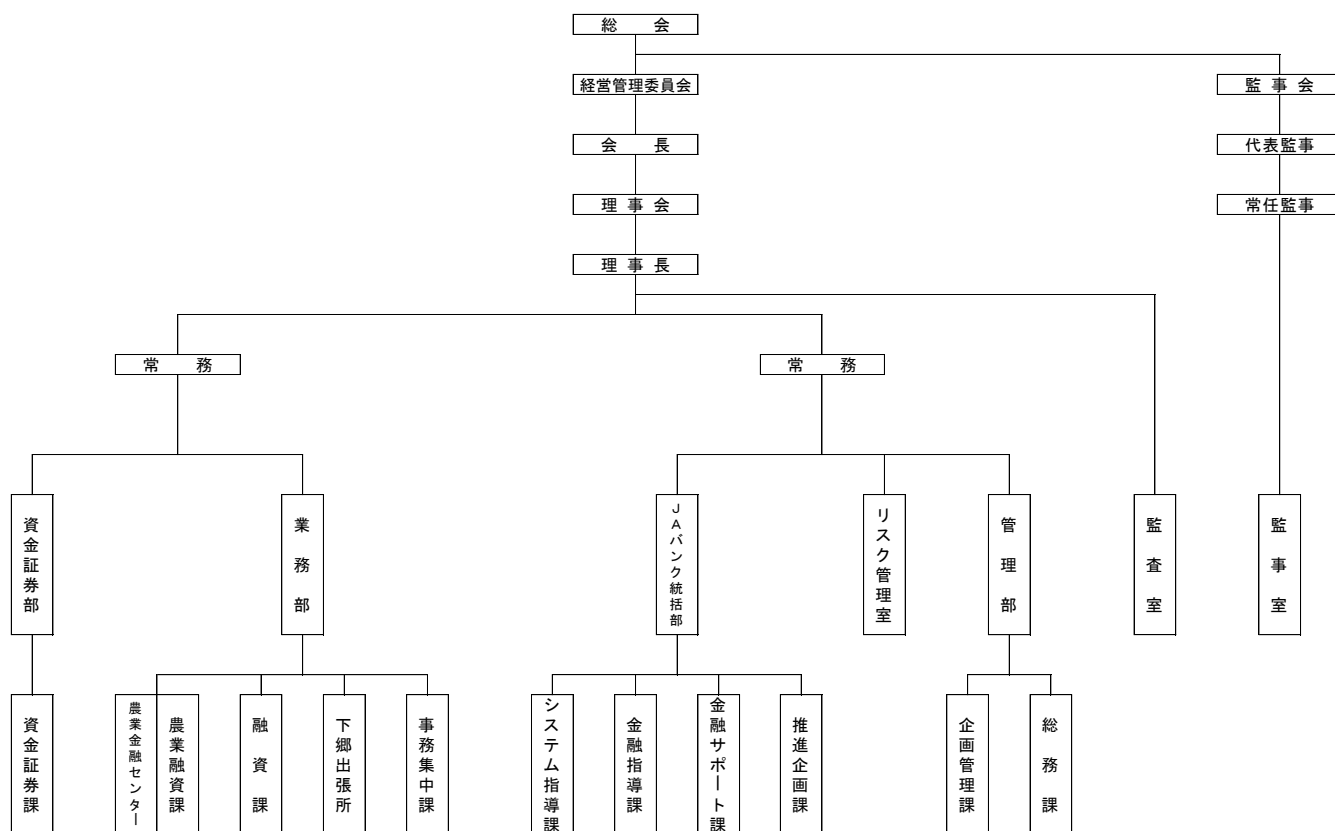 総　　会
経営管理委員会
監 事 会
会　　長
代表監事
理 事 会
常任監事
理 事 長
常　　務
常　　務
資金証券部
業務部
JAバンク統括部
リスク管理室
管理部
監査室
監事室
資金証券課
農業金融センター
農業融資課
融資課
下郷出張所
事務集中課
システム指導課
金融指導課
金融サポート課
推進企画課
企画管理課
総務課